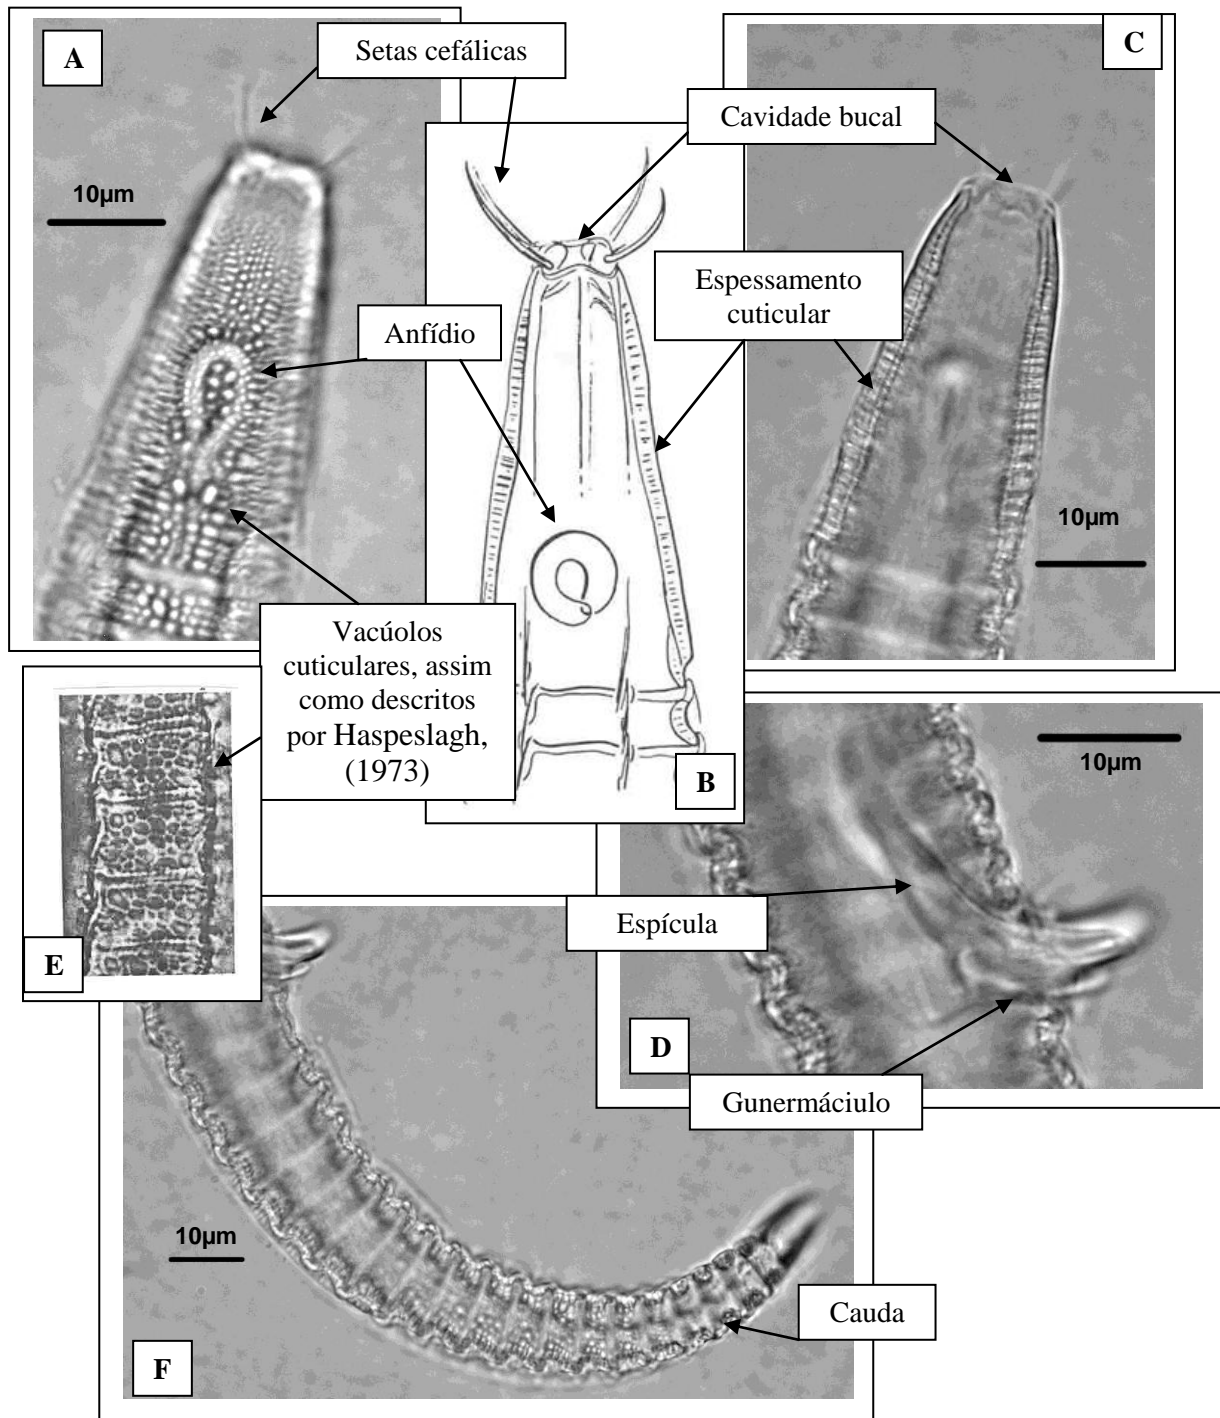 A
Setas cefálicas
C
Cavidade bucal
10µm
Espessamento
cuticular
Anfídio
10µm
Vacúolos
cuticulares, assim
como descritos
por Haspeslagh,
(1973)
B
10µm
E
Espícula
D
Gunermáciulo
10µm
Cauda
F